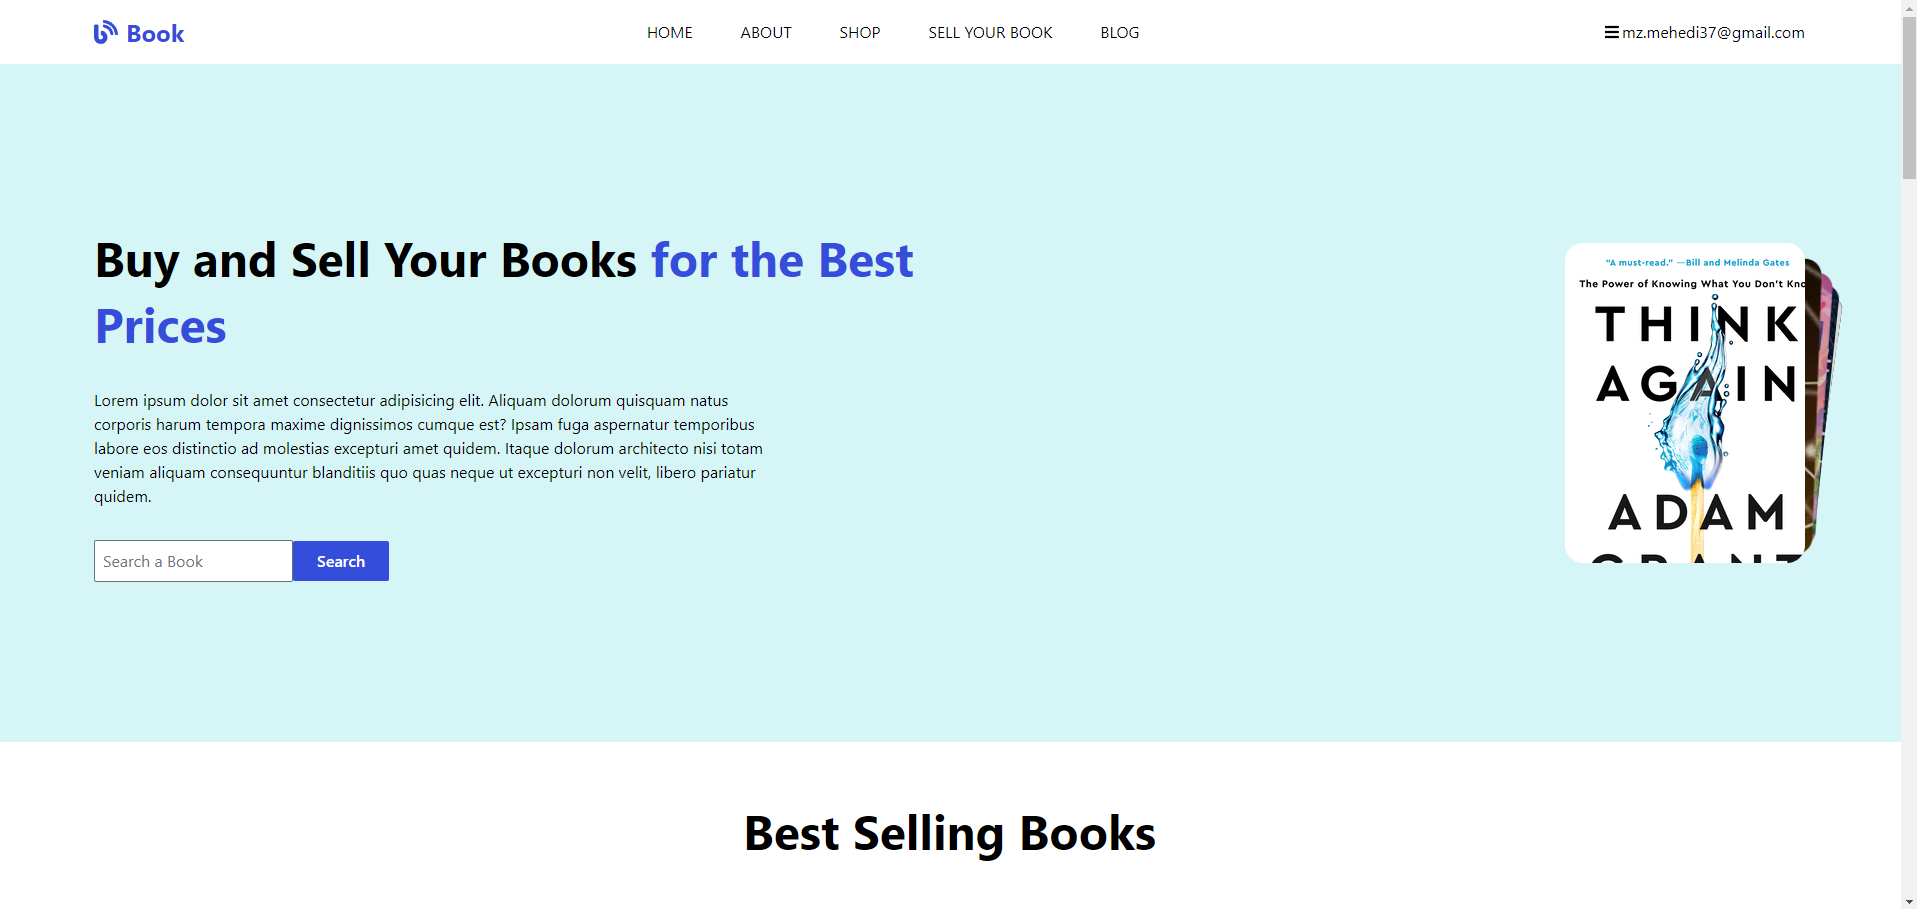 Book
HOME ABOUT SHOP SELL YOUR BOOK BLOG
mz.mehedi37@gmail.com
Buy and Sell Your Books for the Best
Prices
Lorem ipsum dolor sit amet consectetur adipisicing elit. Aliquam dolorum quisquam natus
corporis harum tempora maxime dignissimos cumque est? Ipsam fuga aspernatur temporibus
labore eos distinctio ad molestias excepturi amet quidem. Itaque dolorum architecto nisi totam
veniam aliquam consequuntur blanditiis quo quas neque ut excepturi non velit, libero pariatur
quidem.
Search a Book Search
"A must-read." —Bill and Melinda Gates
The Power of Knowing What You Don't Kno
THINK
AGAIN
ADAM
GRANT
Best Selling Books